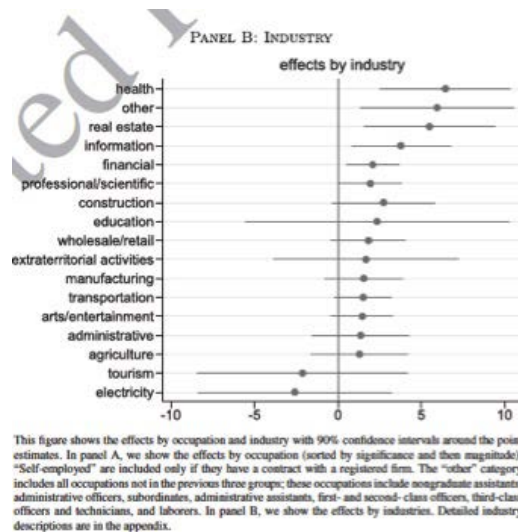 ted
PANEL B: INDUSTRY
effects by industry
health
other
real estate
information
financial
professional/scientific
construction
education
wholesale/retail
extraterritorial activities
manufacturing
transportation
arts/entertainment
administrative
agriculture
tourism
electricity
-10 -5 0 5 10
This figure shows the effects by occupation and industry with 90% confidence intervals around the poin
estimates. In panel A, we show the effects by occupation (sorted by significance and then magnitude)
“Self-employed” are included only if they have a contract with a registered firm. The “other” category
includes all occupations not in the previous three groups; these occupations include nongraduate assistants
administrative officers, subordinates, administrative assistants, first- and second- class officers, third-class
officers and technicians, and laborers. In panel B, we show the effects by industries. Detailed industry
descriptions are in the appendix.